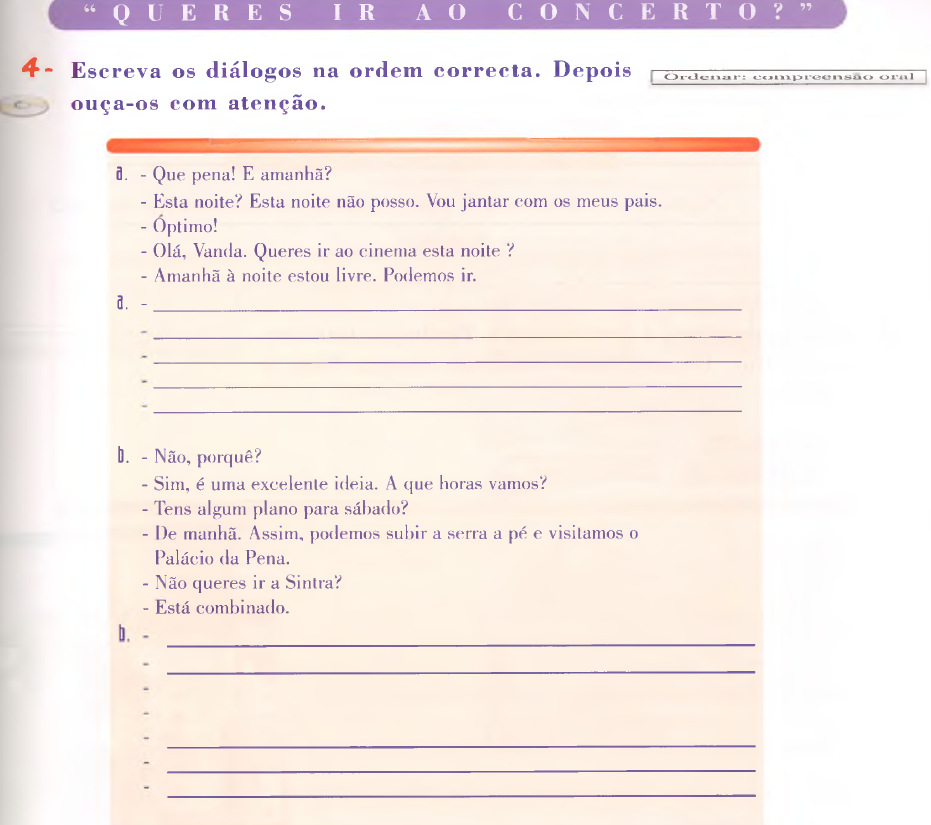 “QUERES IR AO CONCERTO?”
4- Escreva os diálogos na ordem correcta. Depois
ouça-os com atenção.
Ordenar: compreensão oral
a. - Que pena! E amanhã?
- Esta noite? Esta noite não posso. Vou jantar com os meus pais.
- Óptimo!
- Olá, Vanda. Queres ir ao cinema esta noite ?
- Amanhã à noite estou livre. Podemos ir.
a. -
-
-
-
-
b. - Não, porquê?
- Sim, é uma excelente ideia. A que horas vamos?
- Tens algum plano para sábado?
- De manhã. Assim, podemos subir a serra a pé e visitamos o
Palácio da Pena.
- Não queres ir a Sintra?
- Está combinado.
b. -
-
-
-
-
-
-